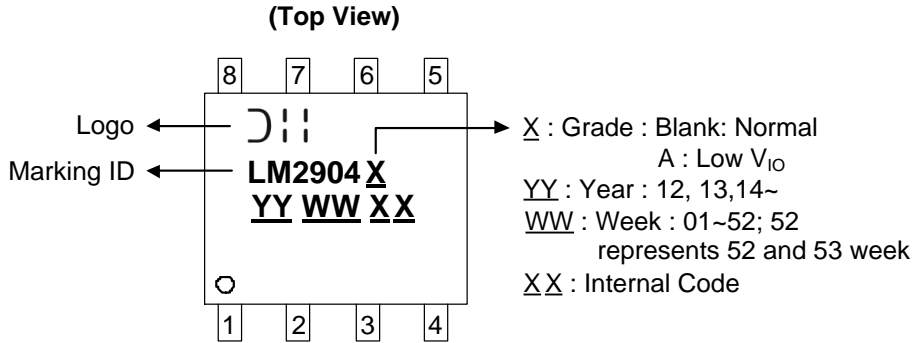 (Top View)
8 7 6 5
Logo
Marking ID
LM2904 X
YY WW X X
1 2 3 4
X : Grade : Blank: Normal
A : Low VIO
YY : Year : 12, 13,14~
WW : Week : 01~52; 52
represents 52 and 53 week
X X : Internal Code